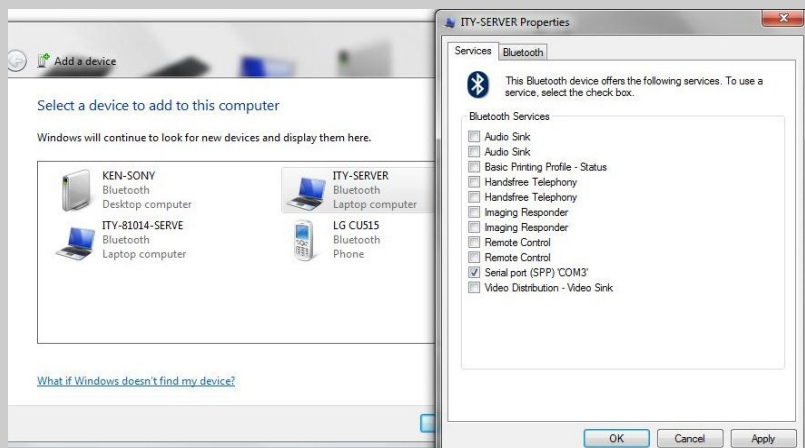 Add a device
Select a device to add to this computer
Windows will continue to look for new devices and display them here.
KEN-SONY
Bluetooth
Desktop computer
ITY-SERVER
Bluetooth
Laptop computer
ITY-81014-SERVE
Bluetooth
Laptop computer
LG CU515
Bluetooth
Phone
What if Windows doesn't find my device?
ITY-SERVER Properties
Services
Bluetooth
This Bluetooth device offers the following services. To use a
service, select the check box.
Bluetooth Services
Audio Sink
Audio Sink
Basic Printing Profile - Status
Handsfree Telephony
Handsfree Telephony
Imaging Responder
Imaging Responder
Remote Control
Remote Control
Serial port (SPP) 'COM3'
Video Distribution - Video Sink
OK
Cancel
Apply